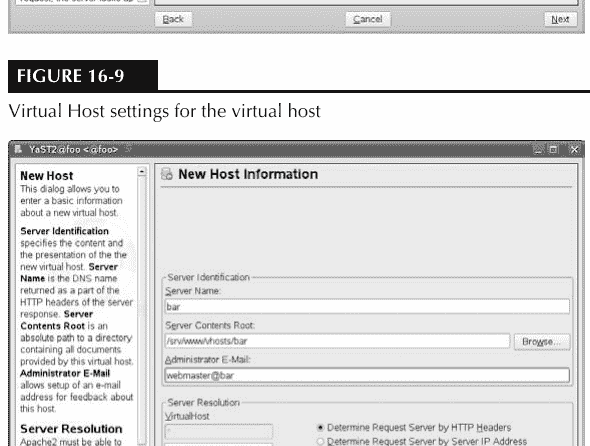 request, the server looks up
Back
Cancel
Next
FIGURE 16-9
Virtual Host settings for the virtual host
YaST2@foo <@foo>
New Host
This dialog allows you to
enter a basic information
about a new virtual host.
Server Identification
specifies the content and
the presentation of the the
new virtual host. Server
Name is the DNS name
returned as a part of the
HTTP headers of the server
response. Server
Contents Root is an
absolute path to a directory
containing all documents
provided by this virtual host.
Administrator E-Mail
allows setup of an e-mail
address for feedback about
this host.
Server Resolution
Apache2 must be able to
New Host Information
Server Identification
Server Name:
bar
Server Contents Root:
/srv/www/vhosts/bar
Browse...
Administrator E-Mail:
webmaster@bar
Server Resolution
VirtualHost
Determine Request Server by HTTP Headers
Determine Request Server by Server IP Address